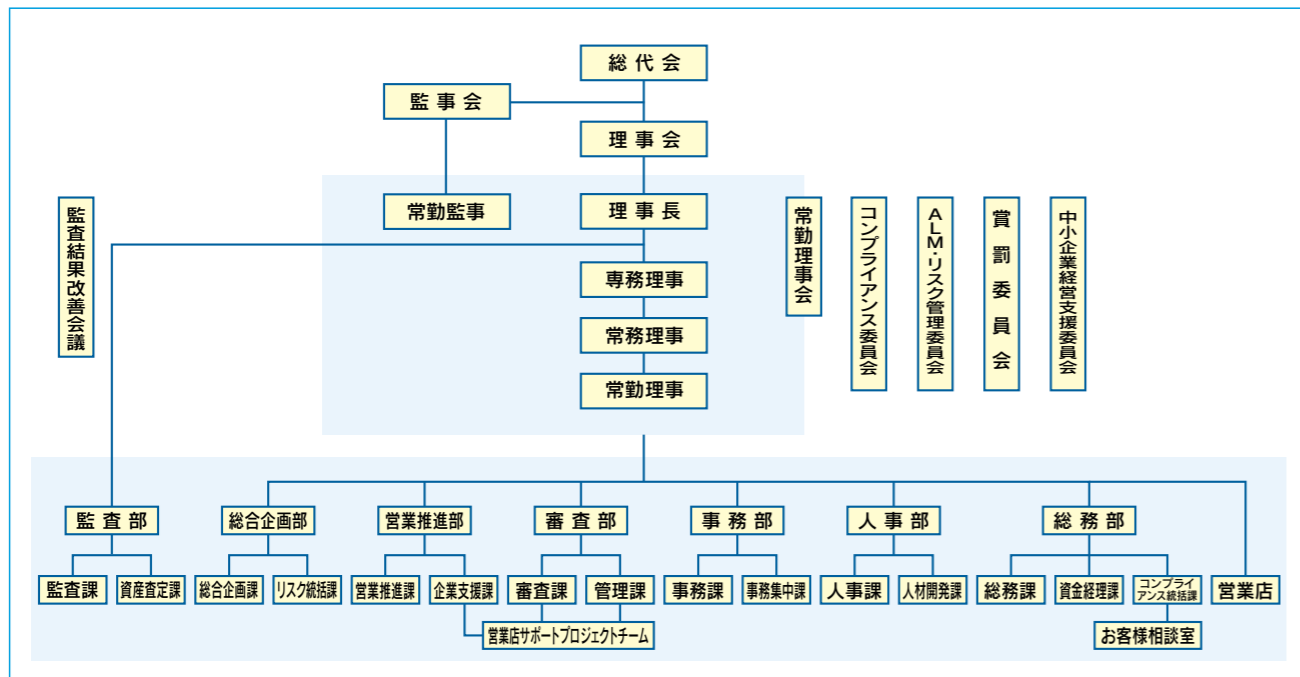 総代会
監事会
理事会
常勤監事
理事長
監査結果改善会議
常勤理事会
コンプライアンス委員会
ALM・リスク管理委員会
賞罰委員会
中小企業経営支援委員会
専務理事
常務理事
常勤理事
監査部
総合企画部
営業推進部
審査部
事務部
人事部
総務部
監査課
資産査定課
総合企画課
リスク統括課
営業推進課
企業支援課
審査課
管理課
事務課
事務集中課
人事課
人材開発課
総務課
資金経理課
コンプライ
アンス統括課
営業店
営業店サポートプロジェクトチーム
お客様相談室